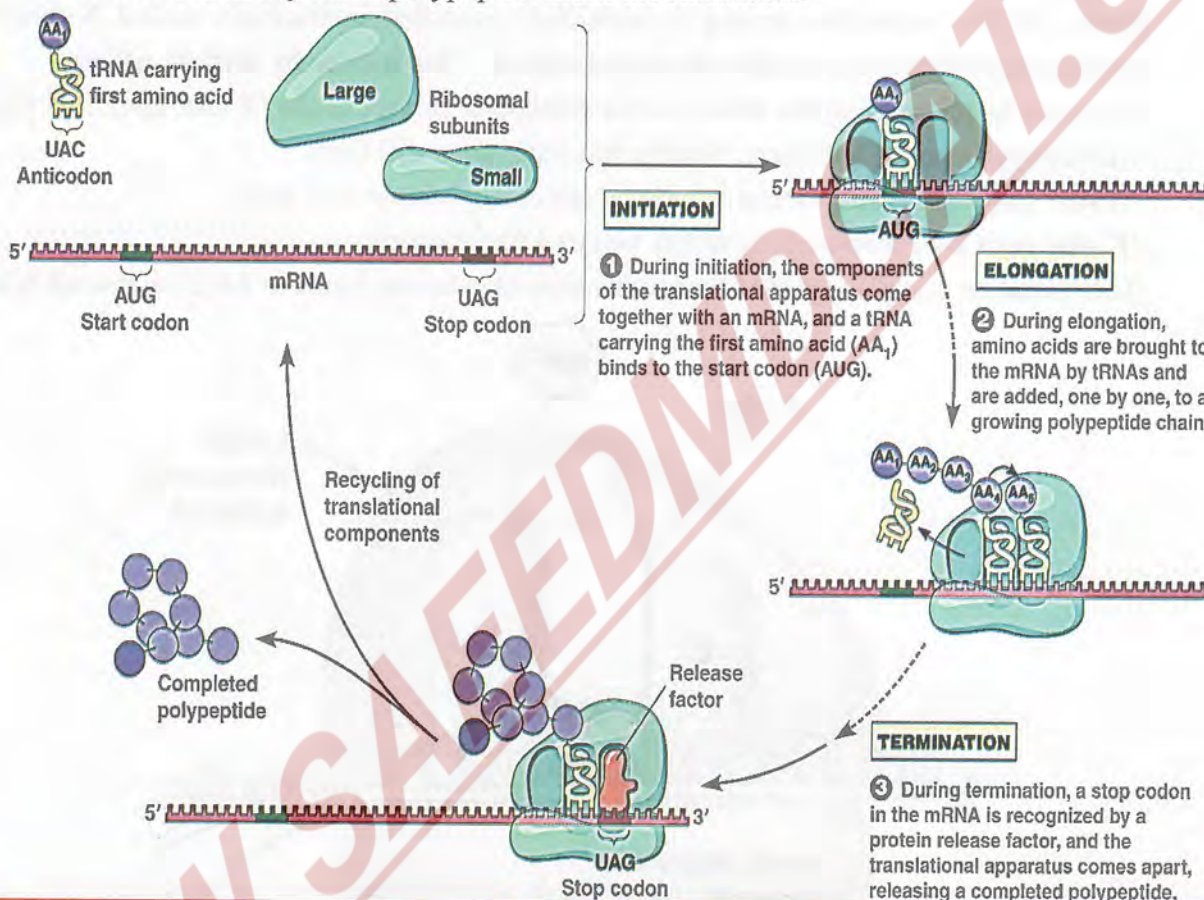 AA1
tRNA carrying
first amino acid
UAC
Anticodon
Large
Ribosomal
subunits
Small
5′
3′
AUG
Start codon
mRNA
UAG
Stop codon
INITIATION
❶ During initiation, the components
of the translational apparatus come
together with an mRNA, and a tRNA
carrying the first amino acid (AA1)
binds to the start codon (AUG).
AA1
5′
AUG
ELONGATION
❷ During elongation,
amino acids are brought to
the mRNA by tRNAs and
are added, one by one, to a
growing polypeptide chain
AA1
AA2
AA3
AA4
AA5
5′
Recycling of
translational
components
Completed
polypeptide
Release
factor
5′
3′
UAG
Stop codon
TERMINATION
❸ During termination, a stop codon
in the mRNA is recognized by a
protein release factor, and the
translational apparatus comes apart,
releasing a completed polypeptide.
W SAFEEDMDCAT.C